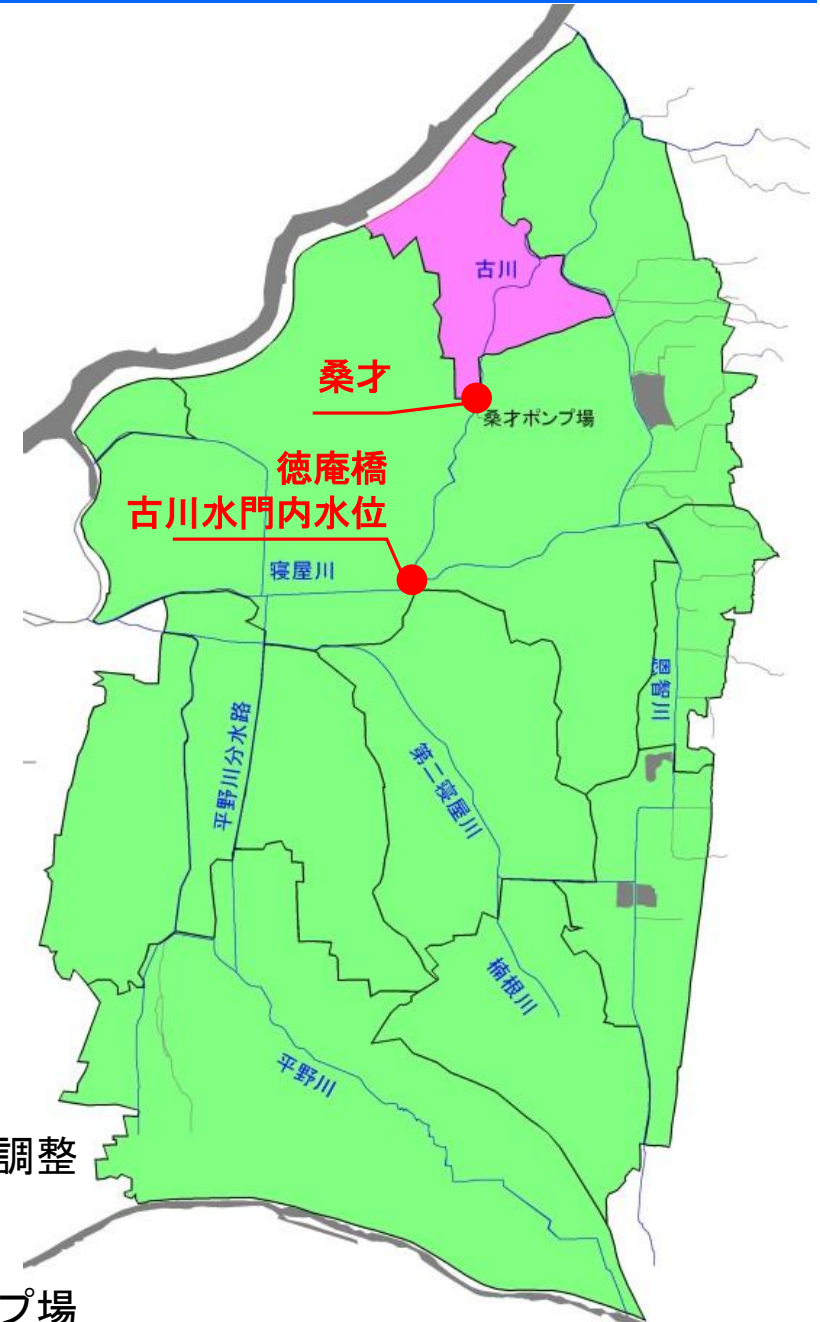 古川
桑才
桑才ポンプ場
徳庵橋
古川水門内水位
寝屋川
恩智川
平野川分水路
第二寝屋川
楠根川
平野川
調整
プ場